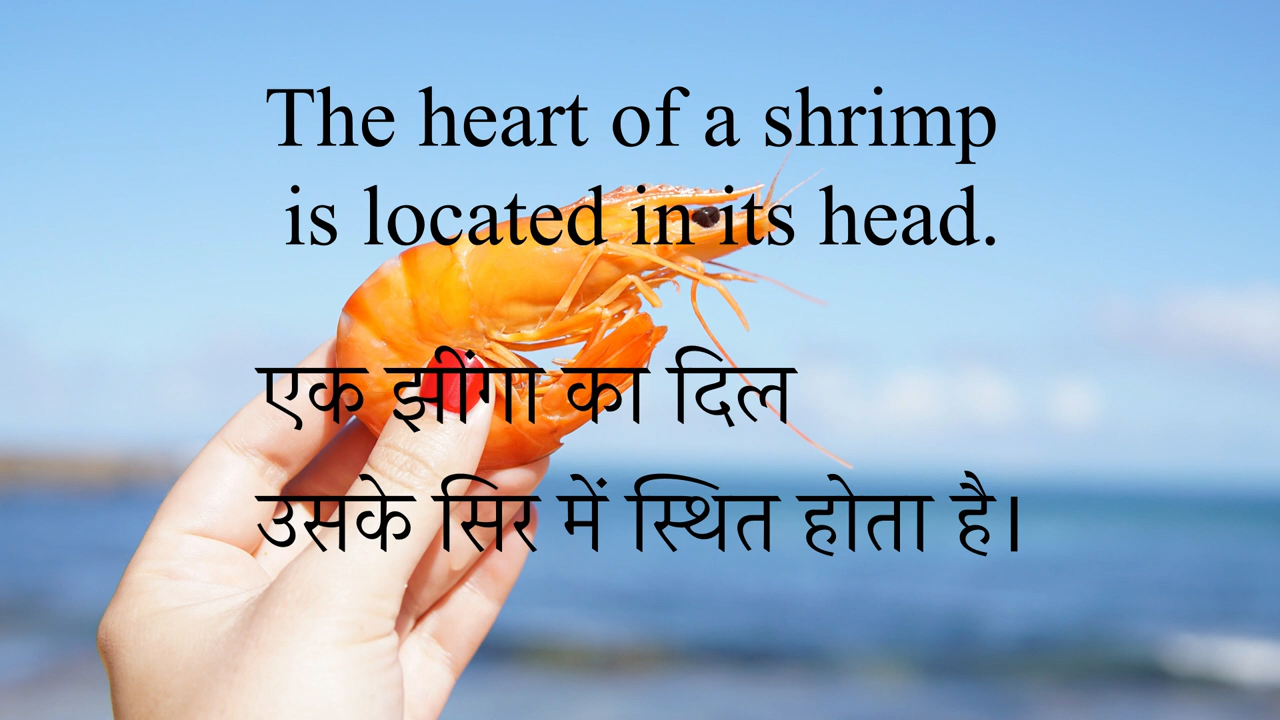 The heart of a shrimp
is located in its head.
एक झींगा का दिल
उसके सिर में स्थित होता है।